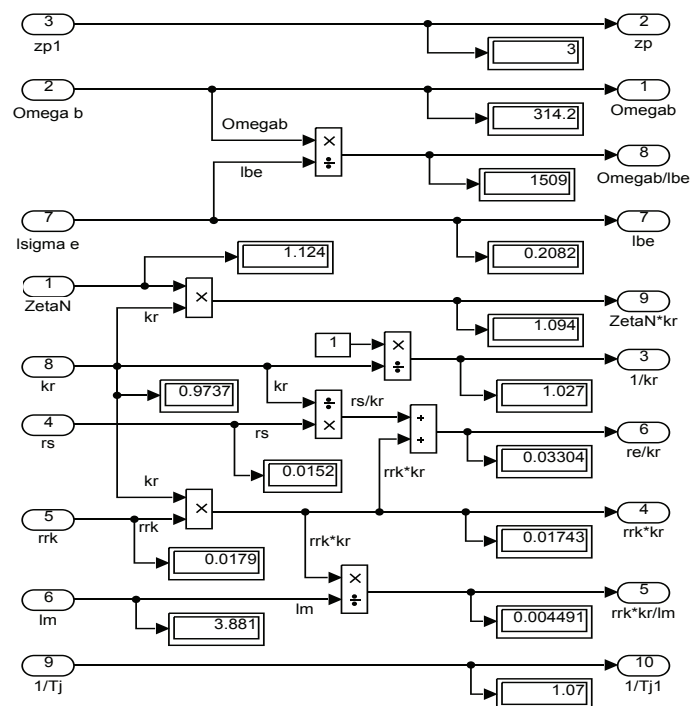 3
2
zp1
zp
3
2
1
Omega b
Omegab
314.2
Omegab
×
÷
8
lbe
Omegab/lbe
1509
7
7
lsigma e
lbe
0.2082
1.124
1
ZetaN
×
9
kr
ZetaN*kr
1.094
1
×
÷
3
8
kr
1/kr
1.027
kr
0.9737
÷
×
rs/kr
+
+
6
4
rs
rs
re/kr
0.03304
0.0152
rrk*kr
kr
×
4
5
rrk
rrk
rrk*kr
0.01743
0.0179
rrk*kr
×
÷
5
6
lm
lm
rrk*kr/lm
0.004491
3.881
9
10
1/Tj
1/Tj1
1.07